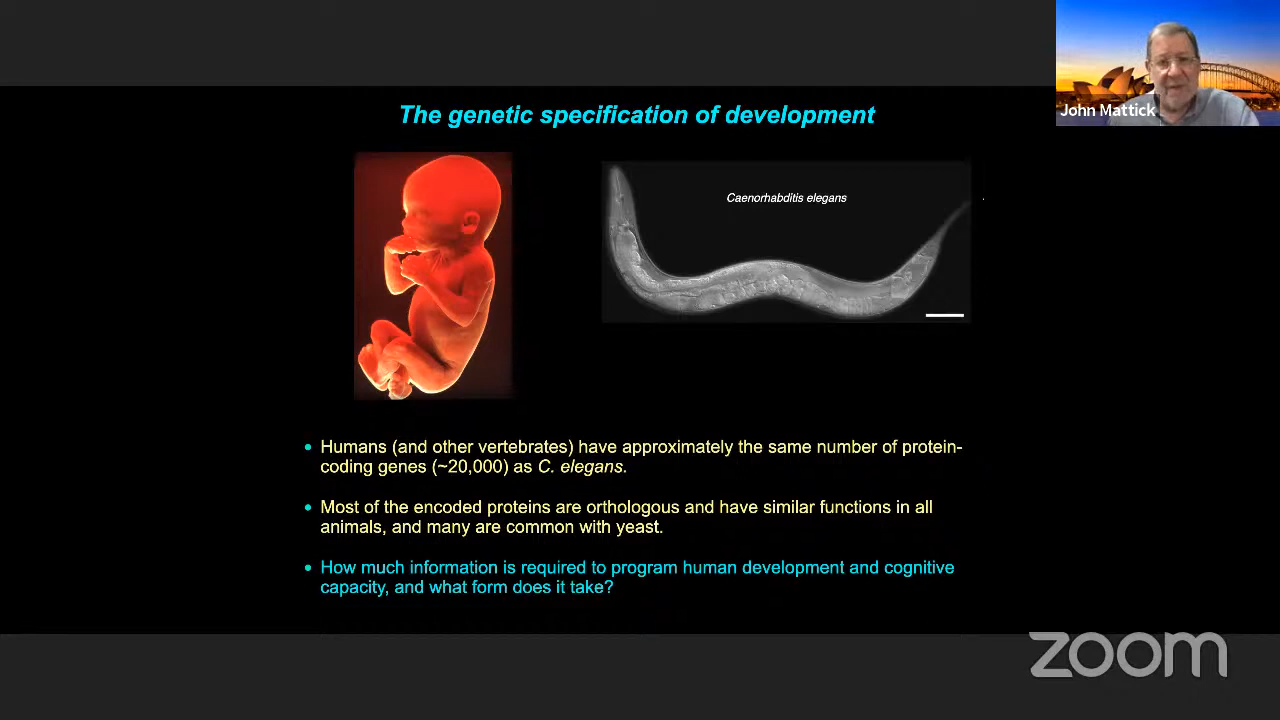 John Mattick
The genetic specification of development
Caenorhabditis elegans
• Humans (and other vertebrates) have approximately the same number of protein-
coding genes (~20,000) as C. elegans.
• Most of the encoded proteins are orthologous and have similar functions in all
animals, and many are common with yeast.
• How much information is required to program human development and cognitive
capacity, and what form does it take?
zoom